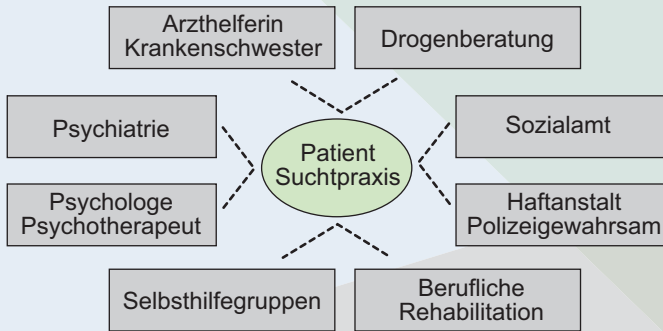 Arzthelferin
Krankenschwester
Drogenberatung
Psychiatrie
Sozialamt
Patient
Suchtpraxis
Psychologe
Psychotherapeut
Haftanstalt
Polizeigewahrsam
Selbsthilfegruppen
Berufliche
Rehabilitation